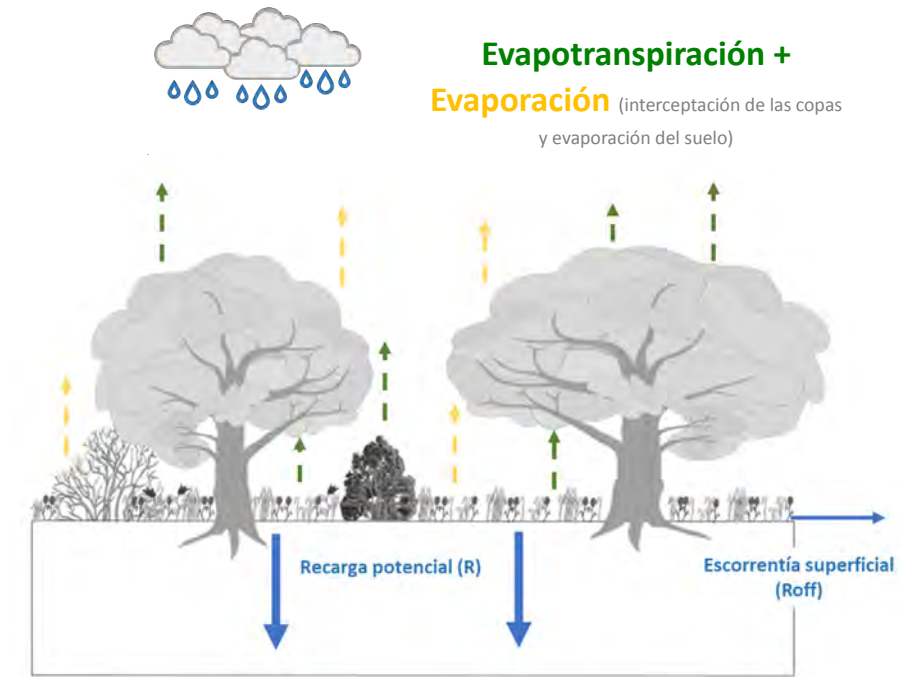 Evapotranspiración +
Evaporación (interceptación de las copas
y evaporación del suelo)
Recarga potencial (R)
Escorrentía superficial
(Roff)